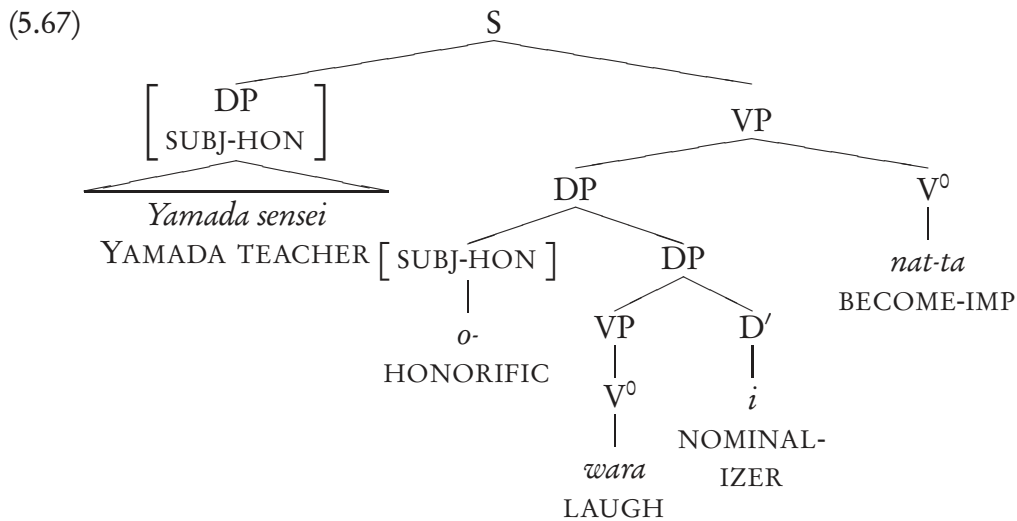 (5.67)
S
[ DP
SUBJ-HON ]
VP
DP
V⁰
Yamada sensei
YAMADA TEACHER
[ SUBJ-HON ]
DP
nat-ta
BECOME-IMP
o-
HONORIFIC
VP
D′
V⁰
i
NOMINAL-
IZER
wara
LAUGH